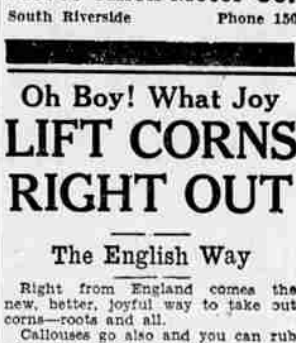 South Riverside Phone 150
Oh Boy! What Joy
LIFT CORNS
RIGHT OUT
The English Way
Right from England comes the
new, better, joyful way to take out
corns—roots and all.
Callouses go also and you can rub